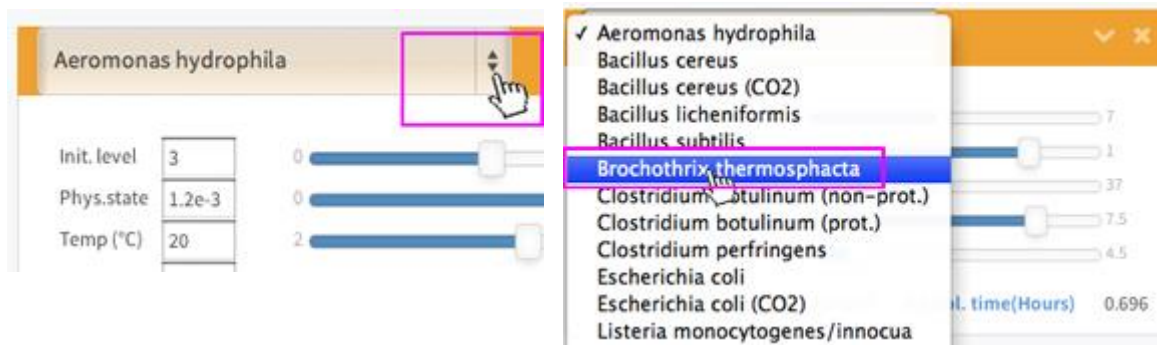 Aeromonas hydrophila
Init. level 3 0
Phys.state 1.2e-3 0
Temp (°C) 20 2
✓ Aeromonas hydrophila
Bacillus cereus
Bacillus cereus (CO2)
Bacillus licheniformis
Bacillus subtilis
Brochothrix thermosphacta
Clostridium botulinum (non-prot.)
Clostridium botulinum (prot.)
Clostridium perfringens
Escherichia coli
Escherichia coli (CO2)
Listeria monocytogenes/innocua
7
1
37
7.5
4.5
l. time(Hours) 0.696